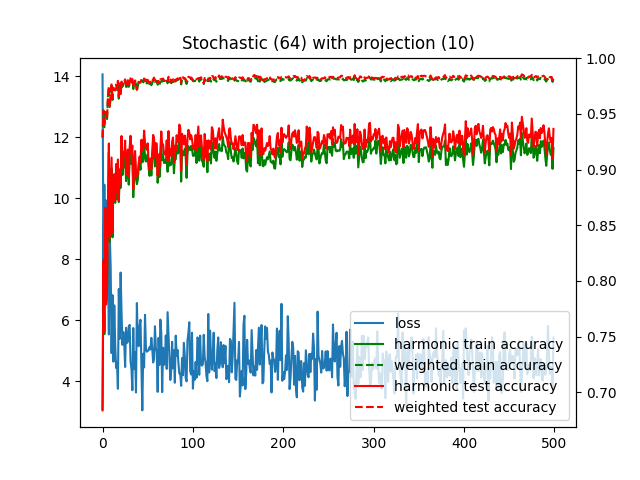 Stochastic (64) with projection (10)
14
12
10
8
6
4
1.00
0.95
0.90
0.85
0.80
0.75
0.70
loss
harmonic train accuracy
weighted train accuracy
harmonic test accuracy
weighted test accuracy
0 100 200 300 400 500